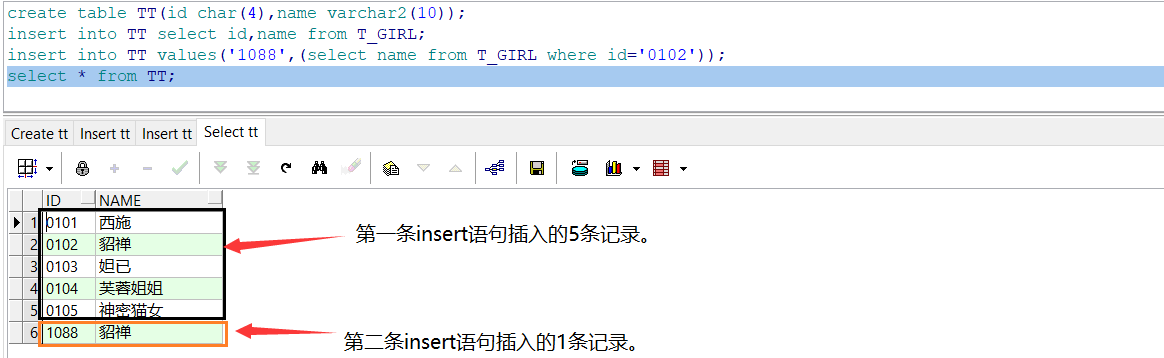 create table TT(id char(4),name varchar2(10));
insert into TT select id,name from T_GIRL;
insert into TT values('1088',(select name from T_GIRL where id='0102'));
select * from TT;
Create tt Insert tt Insert tt Select tt
ID NAME
1 0101 西施
2 0102 貂禅
3 0103 妲已
4 0104 芙蓉姐姐
5 0105 神密猫女
6 1088 貂禅
第一条insert语句插入的5条记录。
第二条insert语句插入的1条记录。